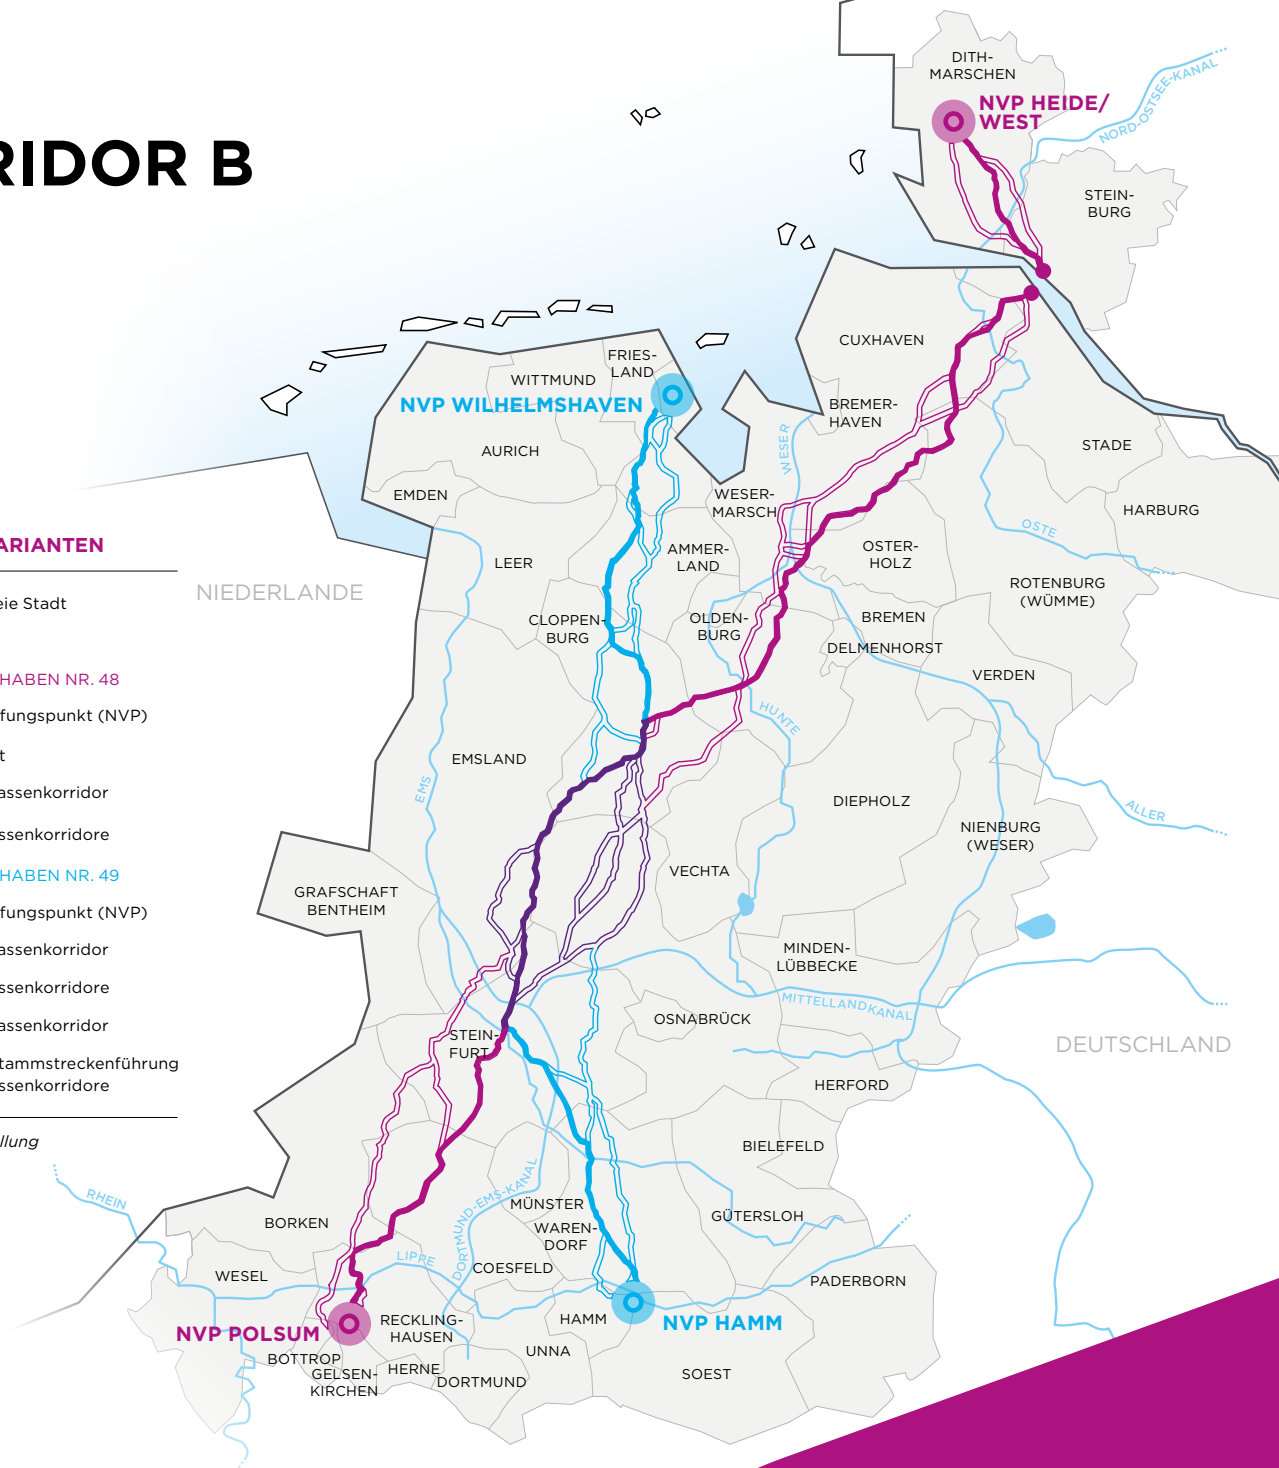 RIDOR B
ARIANTEN
eie Stadt
HABEN NR. 48
fungspunkt (NVP)
t
assenkorridor
ssenkorridore
HABEN NR. 49
fungspunkt (NVP)
assenkorridor
ssenkorridore
assenkorridor
tammstreckenführung
ssenkorridore
llung
DITH-
MARSCHEN
NVP HEIDE/
WEST
NORD-OSTSEE-KANAL
STEIN-
BURG
CUXHAVEN
FRIES-
LAND
WITTMUND
NVP WILHELMSHAVEN
BREMER-
HAVEN
WESER
AURICH
STADE
EMDEN
WESER-
MARSCH
HARBURG
OSTE
LEER
AMMER-
LAND
OSTER-
HOLZ
ROTENBURG
(WÜMME)
NIEDERLANDE
CLOPPEN-
BURG
OLDEN-
BURG
BREMEN
DELMENHORST
VERDEN
HUNTE
EMSLAND
EMS
DIEPHOLZ
ALLER
NIENBURG
(WESER)
VECHTA
GRAFSCHAFT
BENTHEIM
MINDEN-
LÜBBECKE
MITTELLANDKANAL
OSNABRÜCK
STEIN-
FURT
DEUTSCHLAND
HERFORD
BIELEFELD
RHEIN
DORTMUND-EMS-KANAL
MÜNSTER
WAREN-
DORF
GÜTERSLOH
BORKEN
LIPPE
COESFELD
WESEL
PADERBORN
NVP POLSUM
RECKLING-
HAUSEN
HAMM
NVP HAMM
UNNA
BOTTROP
GELSEN-
KIRCHEN
HERNE
DORTMUND
SOEST